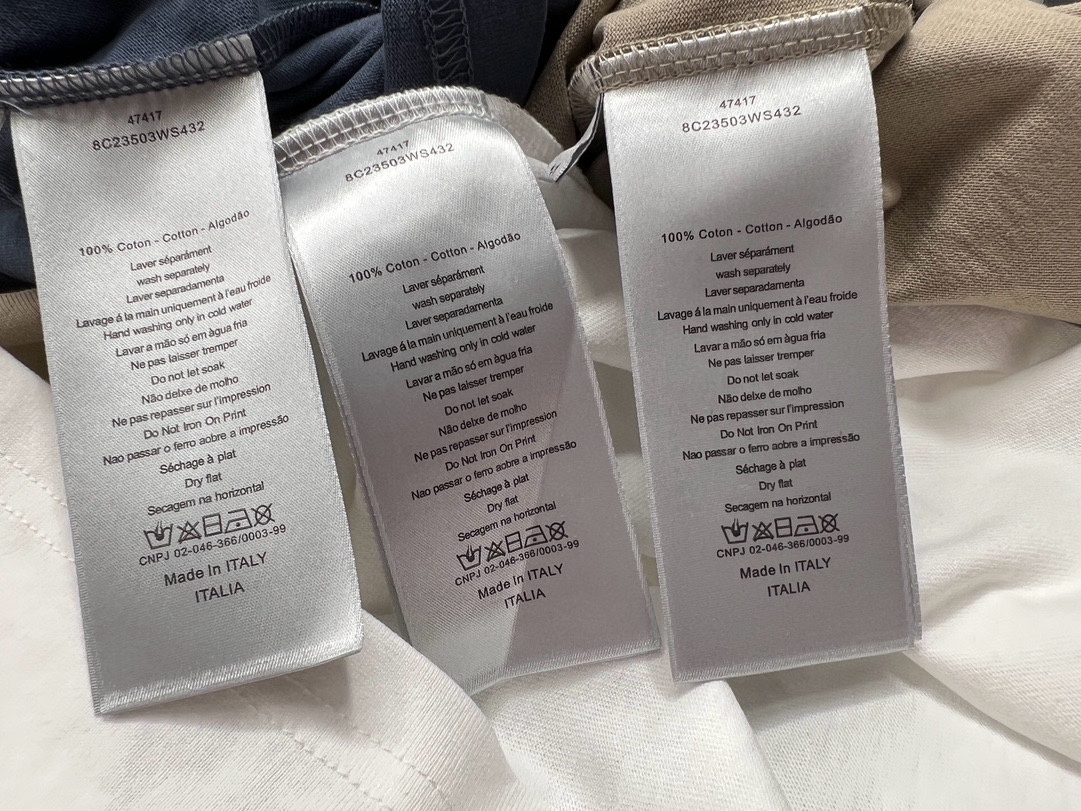 47417
8C23503WS432
100% Coton - Cotton - Algodão
Laver séparámént
wash separately
Laver separadamenta
Lavage á la main uniquement à l'eau froide
Hand washing only in cold water
Lavar a mão só em àgua fria
Ne pas laisser tremper
Do not let soak
Não delxe de molho
Ne pas repasser sur l'impression
Do Not Iron On Print
Nao passar o ferro aobre a impressão
Séchage à plat
Dry flat
Secagem na horizontal
CNPJ 02-046-366/0003-99
Made In ITALY
ITALIA
47417
8C23503WS432
100% Coton - Cotton - Algodão
Laver séparámént
wash separately
Laver separadamenta
Lavage á la main uniquement à l'eau froide
Hand washing only in cold water
Lavar a mão só em àgua fria
Ne pas laisser tremper
Do not let soak
Não delxe de molho
Ne pas repasser sur l'impression
Do Not Iron On Print
Nao passar o ferro aobre a impressão
Séchage à plat
Dry flat
Secagem na horizontal
CNPJ 02-046-366/0003-99
Made In ITALY
ITALIA
47417
8C23503WS432
100% Coton - Cotton - Algodão
Laver séparámént
wash separately
Laver separadamenta
Lavage á la main uniquement à l'eau froide
Hand washing only in cold water
Lavar a mão só em àgua fria
Ne pas laisser tremper
Do not let soak
Não delxe de molho
Ne pas repasser sur l'impression
Do Not Iron On Print
Nao passar o ferro aobre a impressão
Séchage à plat
Dry flat
Secagem na horizontal
CNPJ 02-046-366/0003-99
Made In ITALY
ITALIA